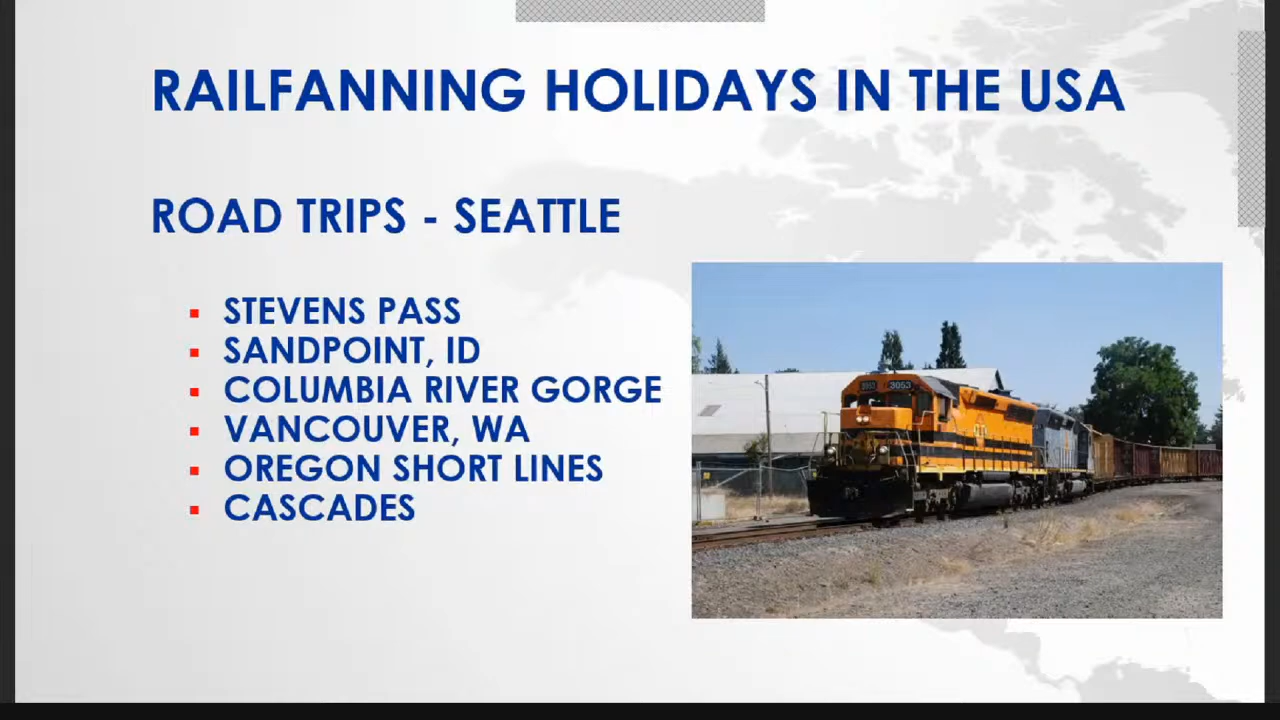 RAILFANNING HOLIDAYS IN THE USA
ROAD TRIPS - SEATTLE
STEVENS PASS
SANDPOINT, ID
COLUMBIA RIVER GORGE
VANCOUVER, WA
OREGON SHORT LINES
CASCADES
3053 3053